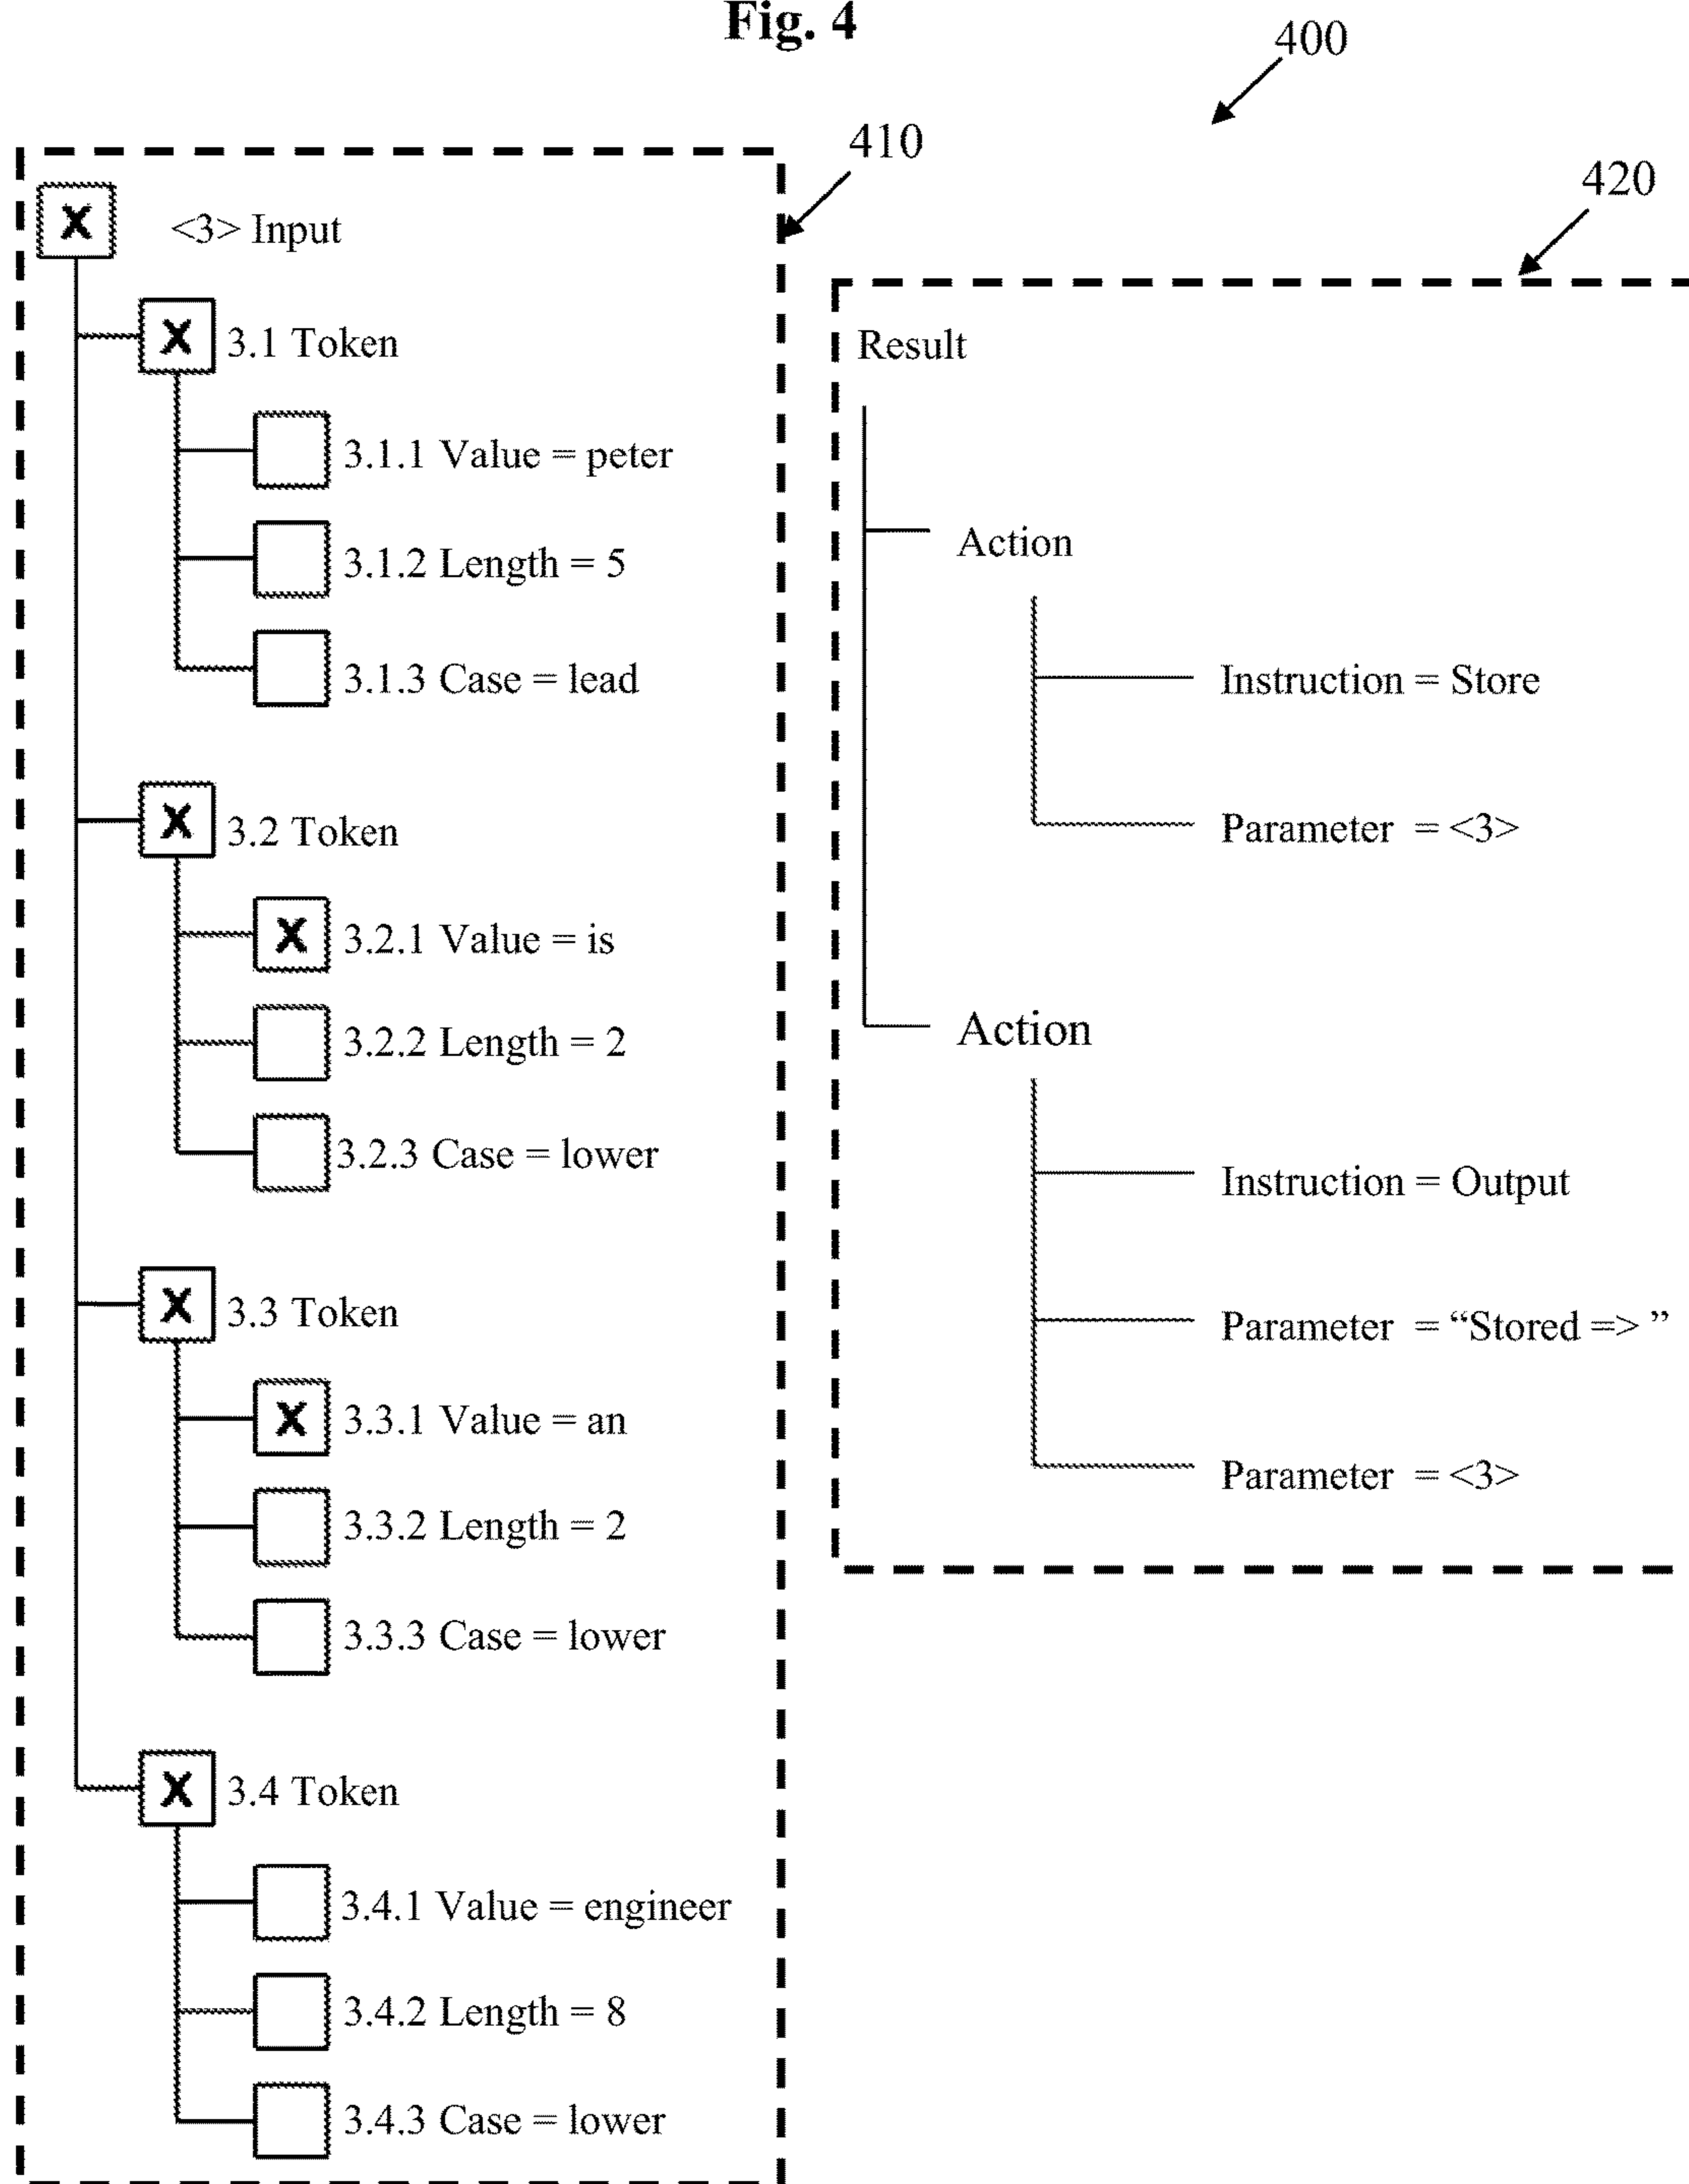 Fig. 4
400
410
420
X <3> Input
X 3.1 Token
3.1.1 Value = peter
3.1.2 Length = 5
3.1.3 Case = lead
X 3.2 Token
X 3.2.1 Value = is
3.2.2 Length = 2
3.2.3 Case = lower
X 3.3 Token
X 3.3.1 Value = an
3.3.2 Length = 2
3.3.3 Case = lower
X 3.4 Token
3.4.1 Value = engineer
3.4.2 Length = 8
3.4.3 Case = lower
Result
Action
Instruction = Store
Parameter = <3>
Action
Instruction = Output
Parameter = “Stored => ”
Parameter = <3>